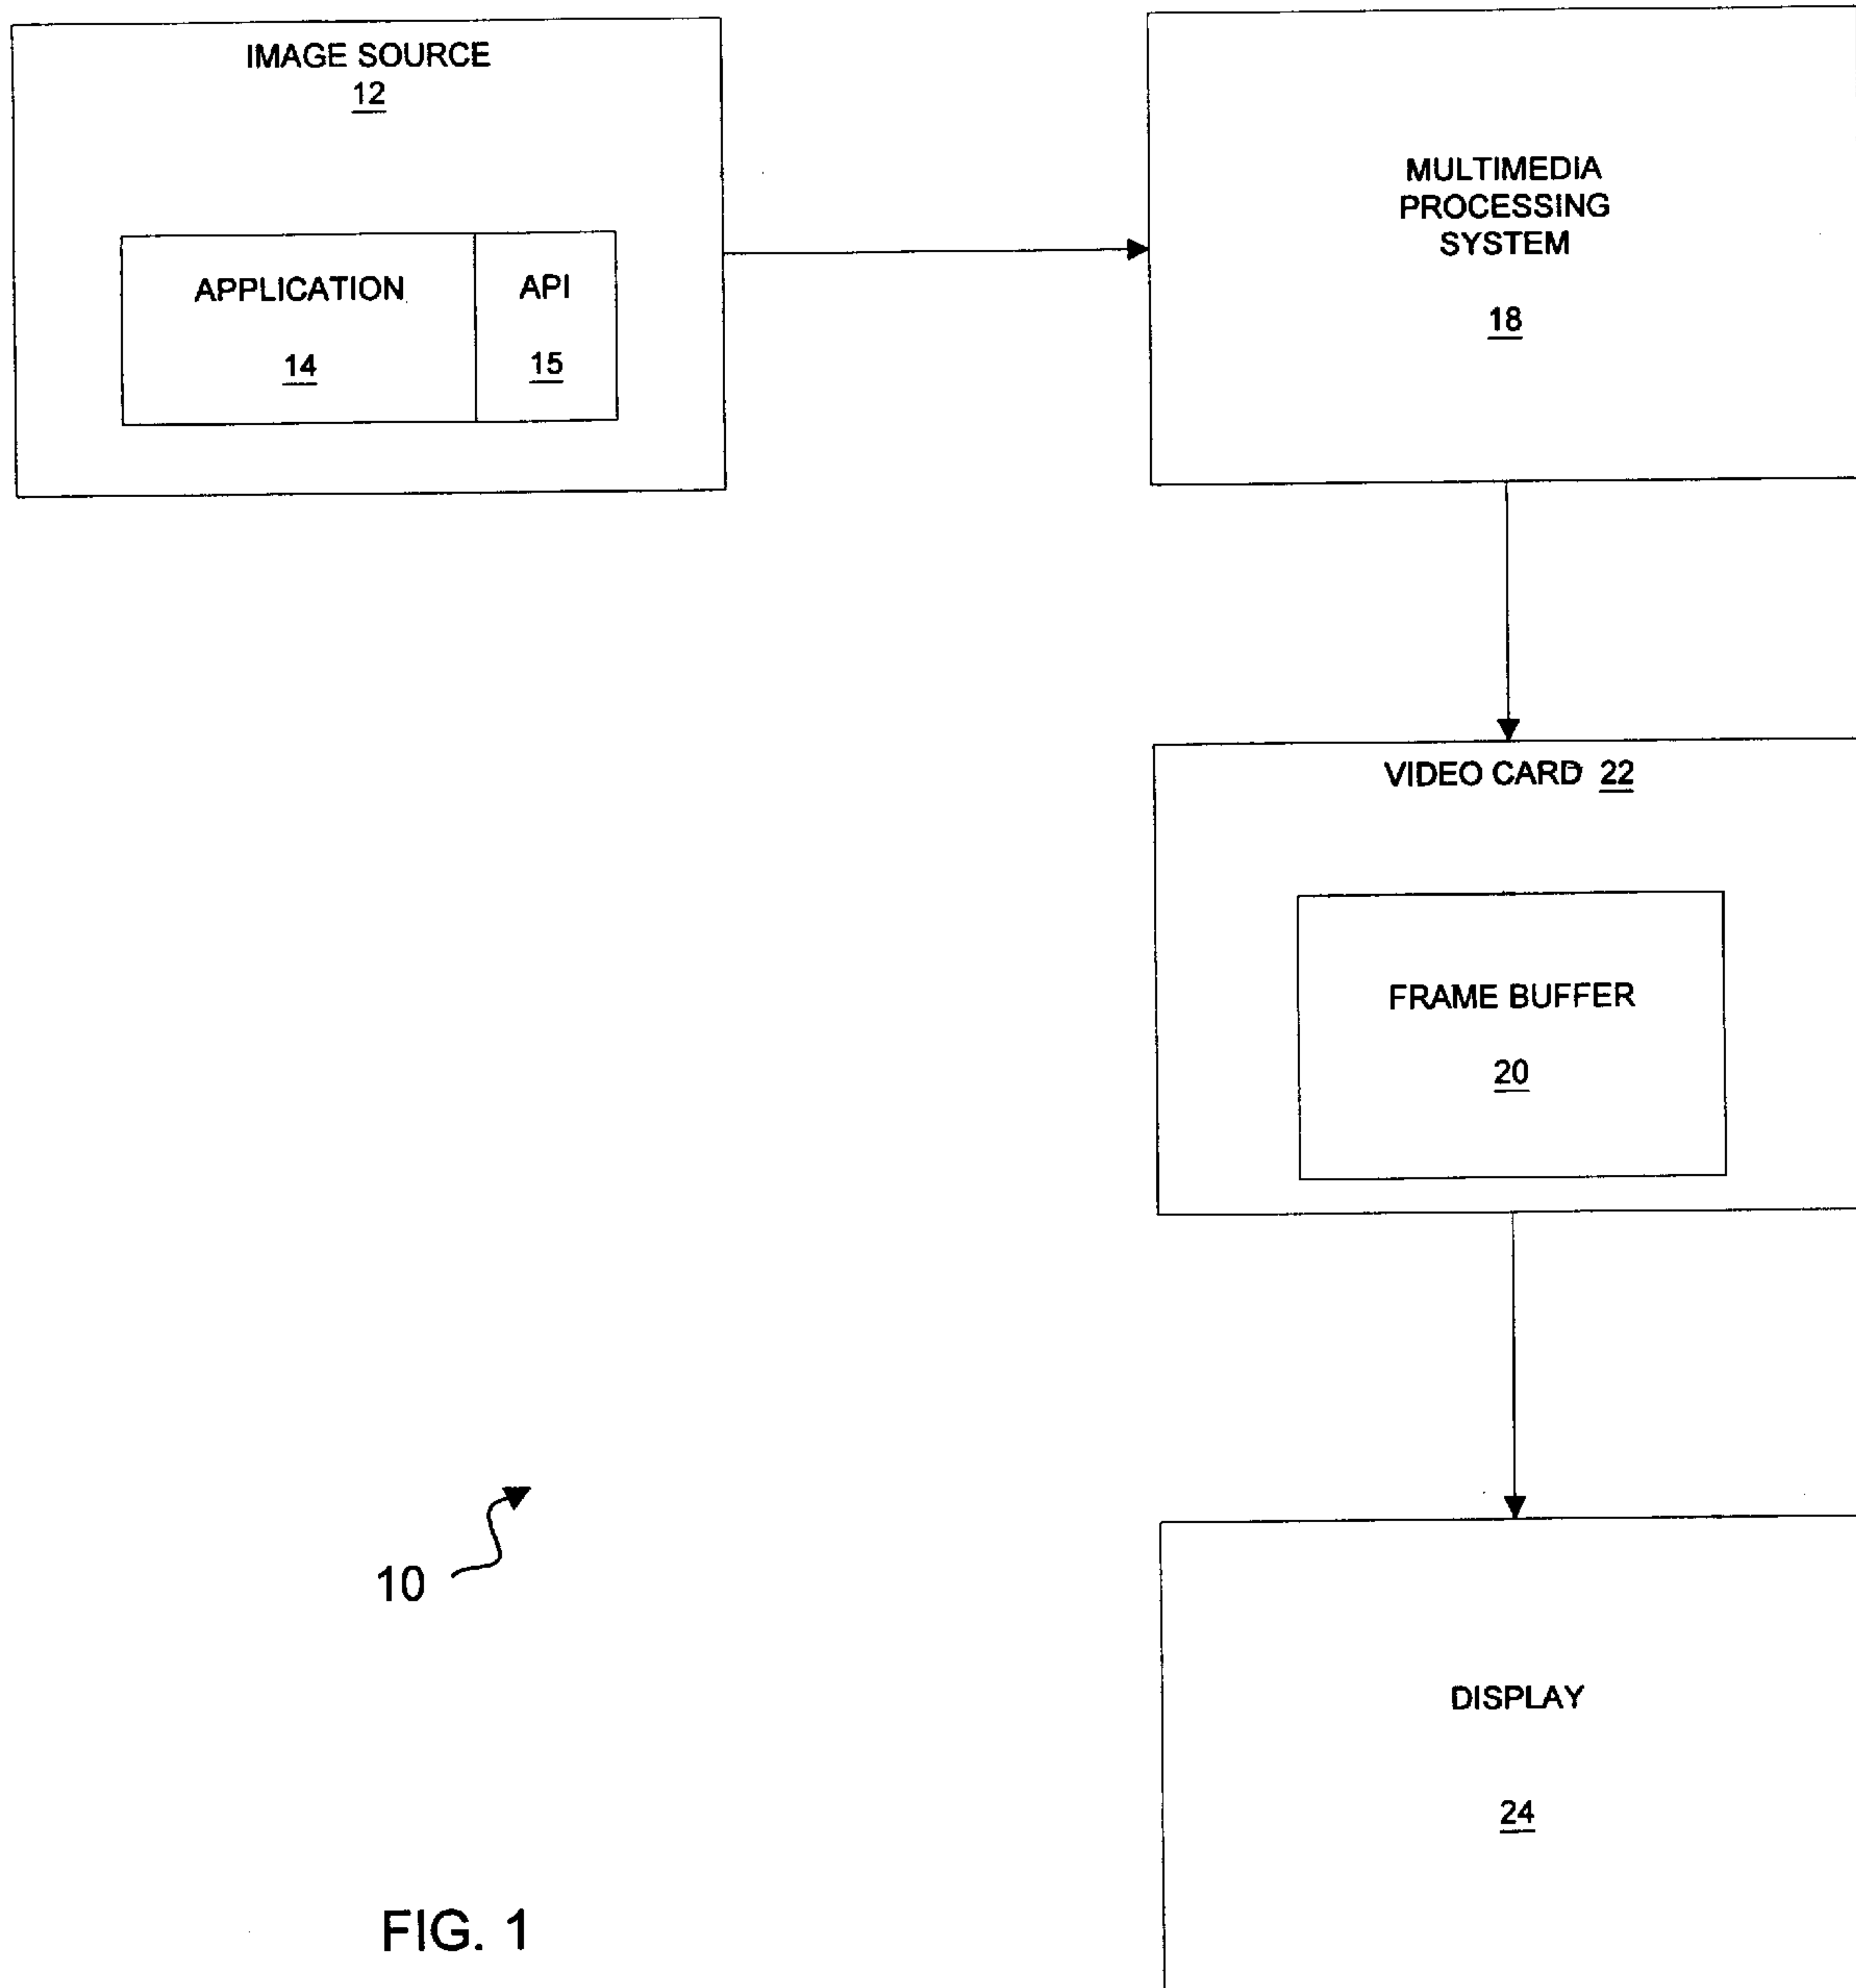 IMAGE SOURCE
12
APPLICATION
14
API
15
MULTIMEDIA
PROCESSING
SYSTEM
18
VIDEO CARD 22
FRAME BUFFER
20
DISPLAY
24
10
FIG. 1